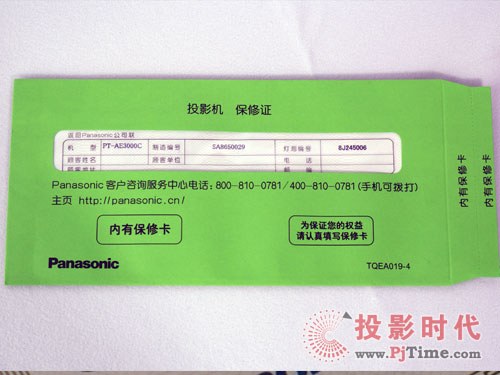 投影机 保修证
返回Panasonic公司联
机 型 PT-AE3000C 制造编号 SA8650029 灯泡编号 8J245006
顾客姓名 顾客单位 电 话
Panasonic 客户咨询服务中心电话：800-810-0781/400-810-0781(手机可拨打)
主页 http://panasonic.cn/
内有保修卡
为保证您的权益
请认真填写保修卡
Panasonic
TQEA019-4
内有保修卡
内有保修卡
投影时代
www.PjTime.com